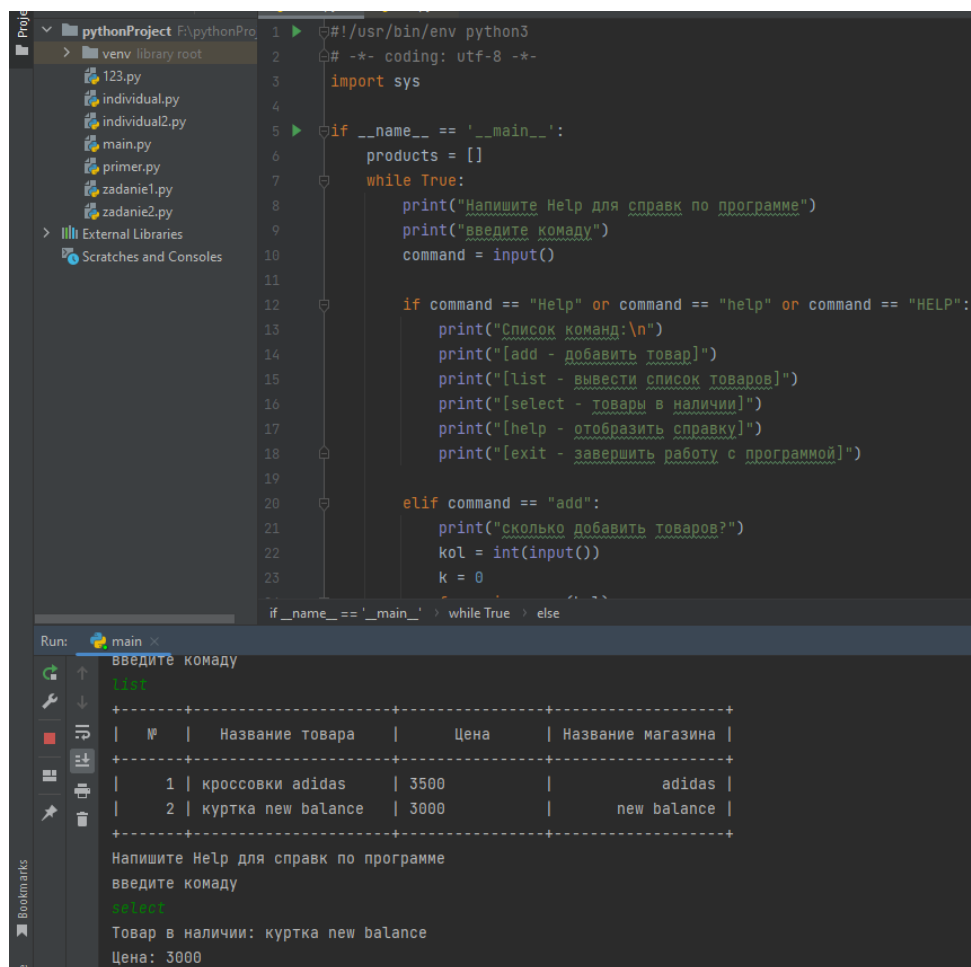 Proje
pythonProject F:\pythonPro
venv library root
123.py
individual.py
individual2.py
main.py
primer.py
zadanie1.py
zadanie2.py
External Libraries
Scratches and Consoles
1 #!/usr/bin/env python3
2 # -*- coding: utf-8 -*-
3 import sys
4
5 if __name__ == '__main__':
6 products = []
7 while True:
8 print("Напишите Help для справк по программе")
9 print("введите комаду")
10 command = input()
11
12 if command == "Help" or command == "help" or command == "HELP":
13 print("Список команд:\n")
14 print("[add - добавить товар]")
15 print("[list - вывести список товаров]")
16 print("[select - товары в наличии]")
17 print("[help - отобразить справку]")
18 print("[exit - завершить работу с программой]")
19
20 elif command == "add":
21 print("сколько добавить товаров?")
22 kol = int(input())
23 k = 0
if __name__ == '__main__' > while True > else
Run: main
введите комаду
list
+-------+----------------------+----------------+-------------------+
| № | Название товара | Цена | Название магазина |
+-------+----------------------+----------------+-------------------+
| 1 | кроссовки adidas | 3500 | adidas |
| 2 | куртка new balance | 3000 | new balance |
+-------+----------------------+----------------+-------------------+
Напишите Help для справк по программе
введите комаду
select
Товар в наличии: куртка new balance
Цена: 3000
Bookmarks